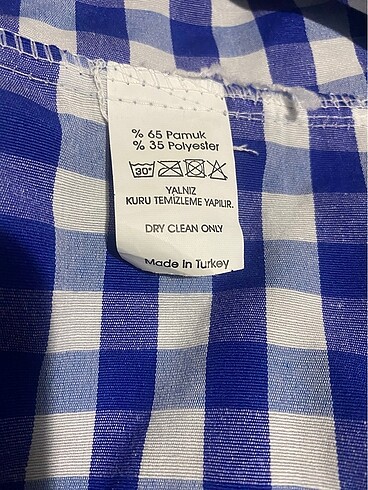 % 65 Pamuk
% 35 Polyester
30°
YALNIZ
KURU TEMİZLEME YAPILIR.
DRY CLEAN ONLY
Made In Turkey